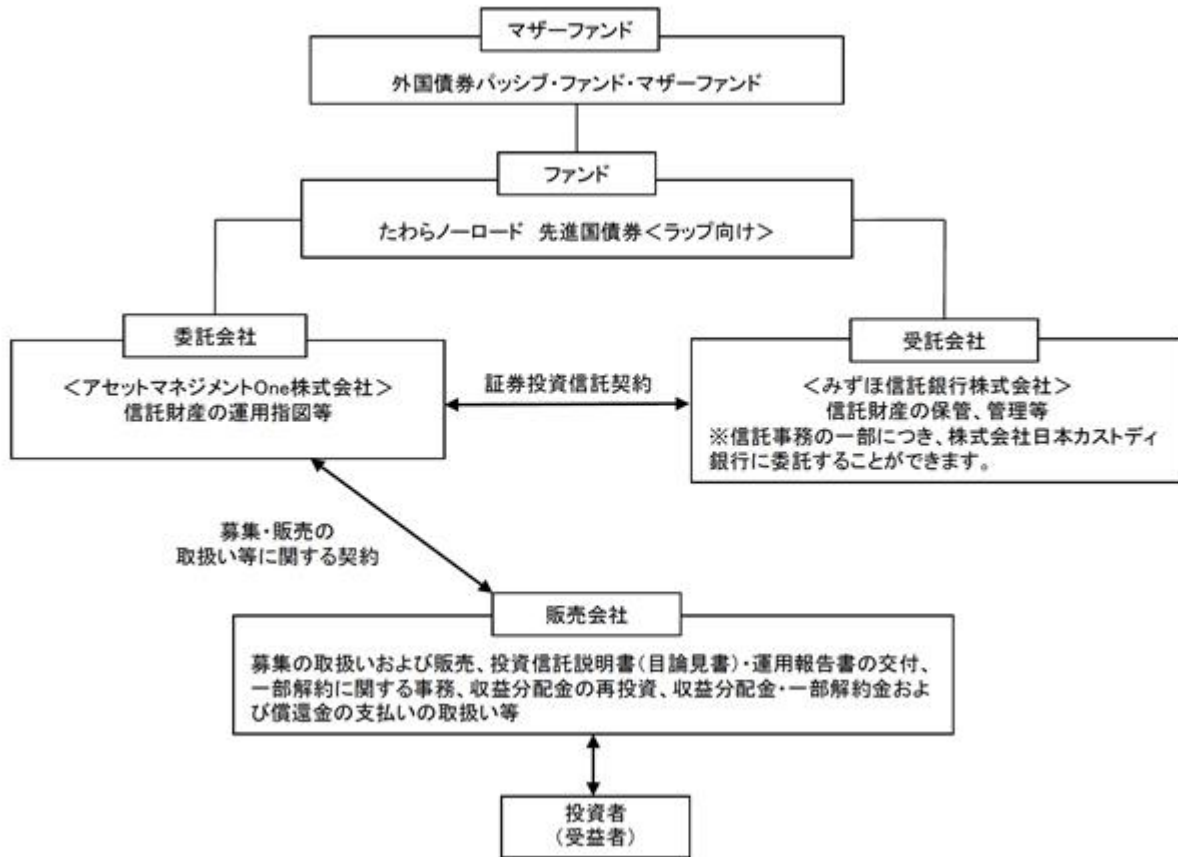 マザーファンド
外国債券パッシブ・ファンド・マザーファンド
ファンド
たわらノーロード 先進国債券＜ラップ向け＞
委託会社
＜アセットマネジメントOne株式会社＞
信託財産の運用指図等
証券投資信託契約
受託会社
＜みずほ信託銀行株式会社＞
信託財産の保管、管理等
※信託事務の一部につき、株式会社日本カストディ
銀行に委託することができます。
募集・販売の
取扱い等に関する契約
販売会社
募集の取扱いおよび販売、投資信託説明書（目論見書）・運用報告書の交付、
一部解約に関する事務、収益分配金の再投資、収益分配金・一部解約金およ
び償還金の支払いの取扱い等
投資者
（受益者）